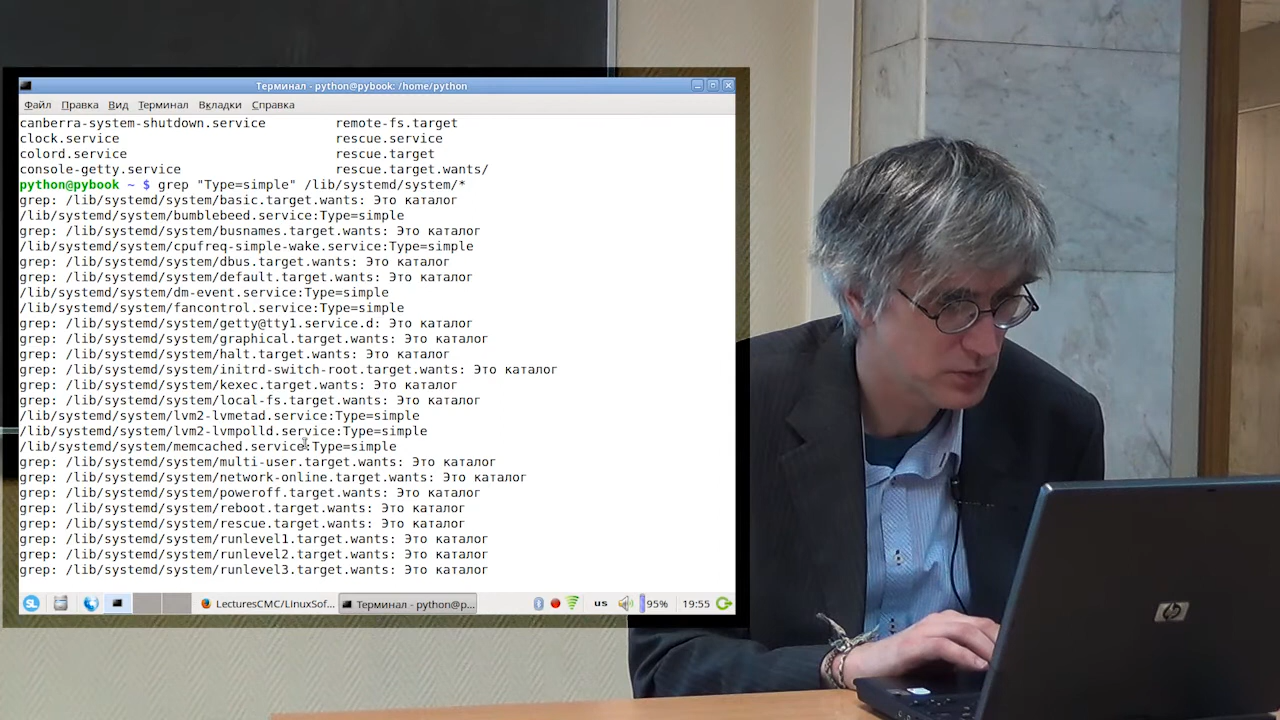 Терминал - python@pybook: /home/python
Файл Правка Вид Терминал Вкладки Справка
canberra-system-shutdown.service remote-fs.target
clock.service rescue.service
colord.service rescue.target
console-getty.service rescue.target.wants/
python@pybook ~ $ grep "Type=simple" /lib/systemd/system/*
grep: /lib/systemd/system/basic.target.wants: Это каталог
/lib/systemd/system/bumblebeed.service:Type=simple
grep: /lib/systemd/system/busnames.target.wants: Это каталог
/lib/systemd/system/cpufreq-simple-wake.service:Type=simple
grep: /lib/systemd/system/dbus.target.wants: Это каталог
grep: /lib/systemd/system/default.target.wants: Это каталог
/lib/systemd/system/dm-event.service:Type=simple
/lib/systemd/system/fancontrol.service:Type=simple
grep: /lib/systemd/system/getty@tty1.service.d: Это каталог
grep: /lib/systemd/system/graphical.target.wants: Это каталог
grep: /lib/systemd/system/halt.target.wants: Это каталог
grep: /lib/systemd/system/initrd-switch-root.target.wants: Это каталог
grep: /lib/systemd/system/kexec.target.wants: Это каталог
grep: /lib/systemd/system/local-fs.target.wants: Это каталог
/lib/systemd/system/lvm2-lvmetad.service:Type=simple
/lib/systemd/system/lvm2-lvmpolld.service:Type=simple
/lib/systemd/system/memcached.service:Type=simple
grep: /lib/systemd/system/multi-user.target.wants: Это каталог
grep: /lib/systemd/system/network-online.target.wants: Это каталог
grep: /lib/systemd/system/poweroff.target.wants: Это каталог
grep: /lib/systemd/system/reboot.target.wants: Это каталог
grep: /lib/systemd/system/rescue.target.wants: Это каталог
grep: /lib/systemd/system/runlevel1.target.wants: Это каталог
grep: /lib/systemd/system/runlevel2.target.wants: Это каталог
grep: /lib/systemd/system/runlevel3.target.wants: Это каталог
SL LecturesCMC/LinuxSof... Терминал - python@p... us 95% 19:55
hp